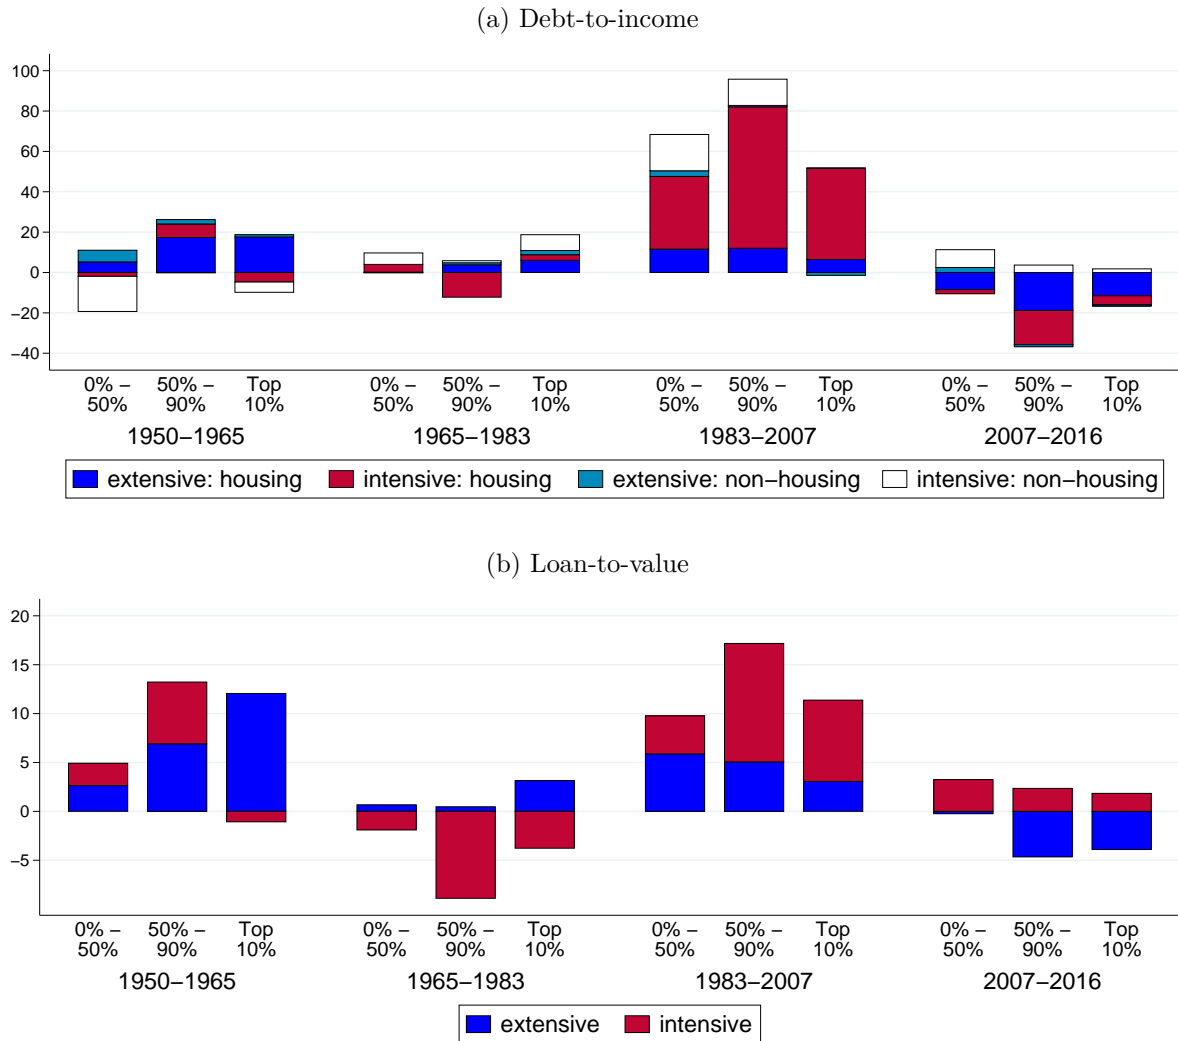 (a) Debt-to-income
100
80
60
40
20
0
−20
−40
0% − 50% 50% − 90% Top 10% 0% − 50% 50% − 90% Top 10% 0% − 50% 50% − 90% Top 10% 0% − 50% 50% − 90% Top 10%
1950−1965 1965−1983 1983−2007 2007−2016
extensive: housing intensive: housing extensive: non−housing intensive: non−housing
(b) Loan-to-value
20
15
10
5
0
−5
0% − 50% 50% − 90% Top 10% 0% − 50% 50% − 90% Top 10% 0% − 50% 50% − 90% Top 10% 0% − 50% 50% − 90% Top 10%
1950−1965 1965−1983 1983−2007 2007−2016
extensive intensive